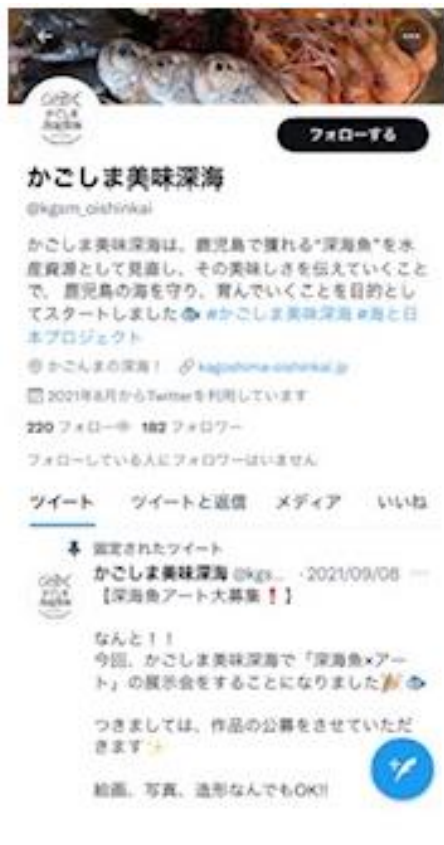 フォローする
かごしま美味深海
@kgsm_oishinkai
かごしま美味深海は、鹿児島で獲れる“深海魚”を水
産資源として見直し、その美味しさを伝えていくこと
で、鹿児島の海を守り、育んでいくことを目的とし
てスタートしました🐟 #かごしま美味深海 #海と日
本プロジェクト
かごんまの深海! kagoshima-oishinkai.jp
2021年8月からTwitterを利用しています
220 フォロー中 182 フォロワー
フォローしている人にフォロワーはいません
ツイート ツイートと返信 メディア いいね
固定されたツイート
かごしま美味深海 @kgs... ・2021/09/08 …
【深海魚アート大募集❗】
なんと!!
今回、かごしま美味深海で「深海魚×アー
ト」の展示会をすることになりました🎉🐟
つきましては、作品の公募をさせていただ
きます✨
絵画、写真、造形なんでもOK!!